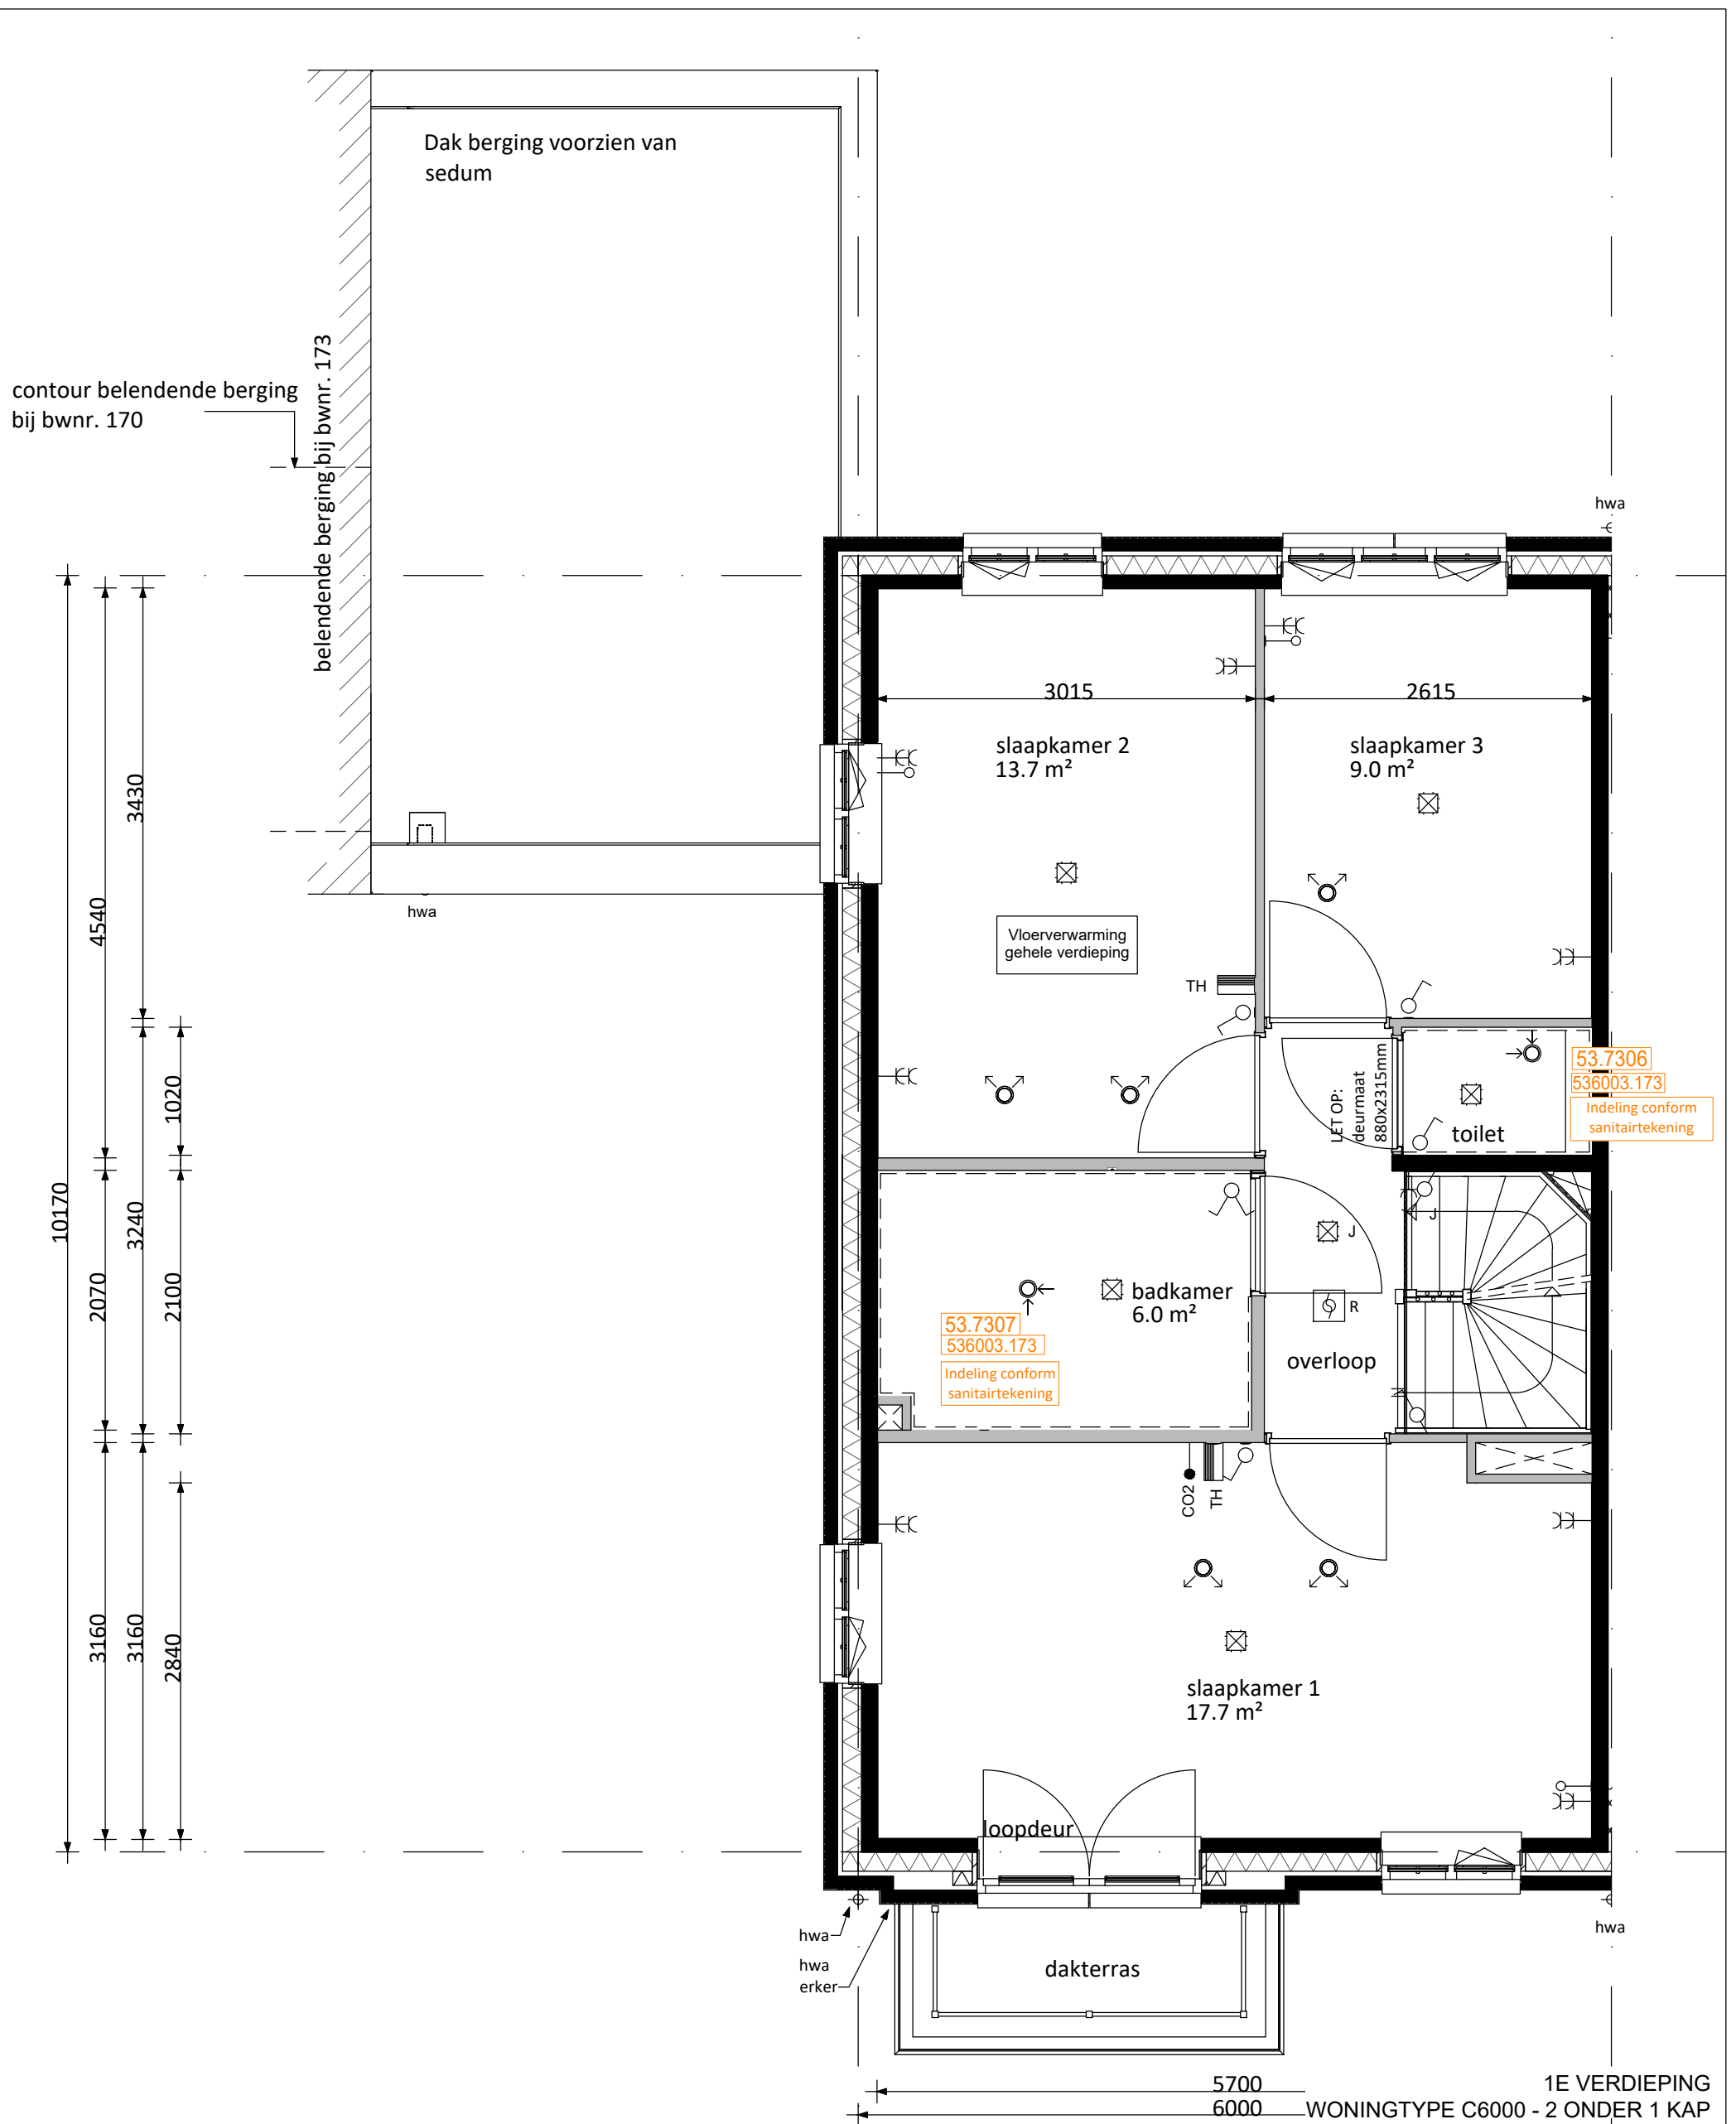 Dak berging voorzien van
sedum
contour belendende berging
bij bwnr. 170
belendende berging bij bwnr. 173
hwa
hwa
3015
2615
slaapkamer 2
13.7 m²
slaapkamer 3
9.0 m²
Vloerverwarming
gehele verdieping
TH
LET OP:
deurmaat
880x2315mm
toilet
53.7306
536003.173
Indeling conform
sanitairtekening
10170
4540
3430
1020
2070
3240
2100
3160
3160
2840
J
J
R
badkamer
6.0 m²
53.7307
536003.173
Indeling conform
sanitairtekening
overloop
CO2
TH
slaapkamer 1
17.7 m²
loopdeur
hwa
hwa
erker
hwa
dakterras
5700
6000
1E VERDIEPING
WONINGTYPE C6000 - 2 ONDER 1 KAP